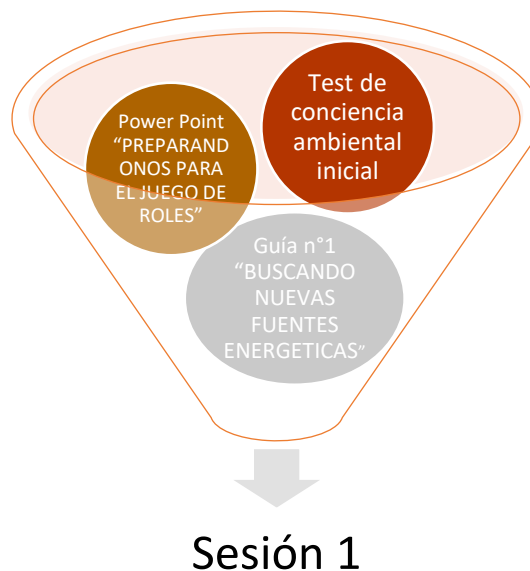 Test de
conciencia
ambiental
inicial
Power Point
“PREPARAND
ONOS PARA
EL JUEGO DE
ROLES”
Guía n°1
“BUSCANDO
NUEVAS
FUENTES
ENERGETICAS”
Sesión 1